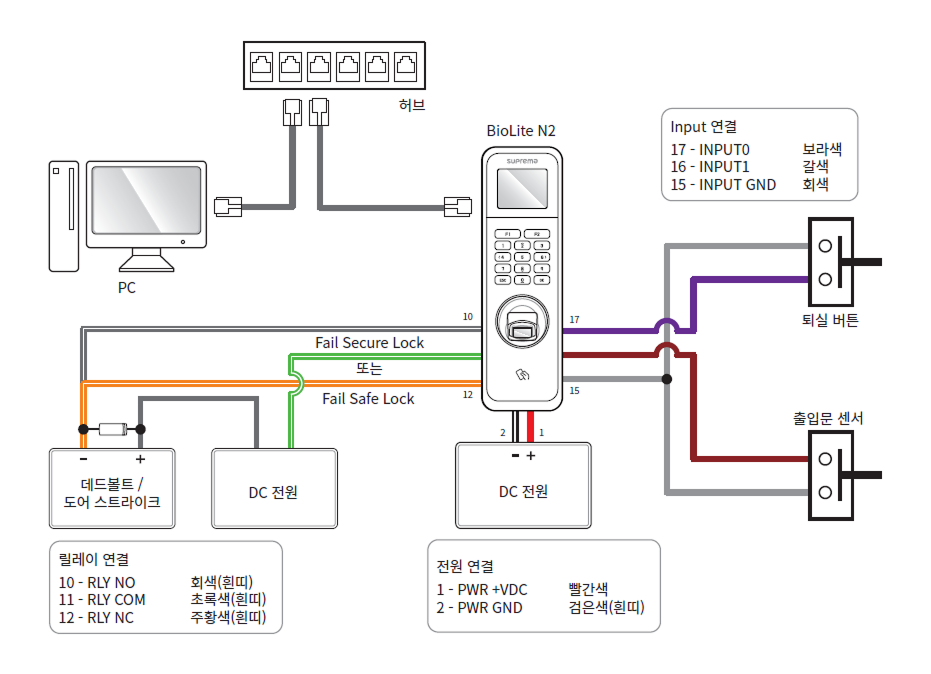 허브
BioLite N2
suprema
Input 연결
17 - INPUT0 보라색
16 - INPUT1 갈색
15 - INPUT GND 회색
PC
퇴실 버튼
10
17
Fail Secure Lock
또는
Fail Safe Lock
12
15
출입문 센서
2
1
- +
- +
데드볼트 /
도어 스트라이크
DC 전원
DC 전원
릴레이 연결
10 - RLY NO 회색(흰띠)
11 - RLY COM 초록색(흰띠)
12 - RLY NC 주황색(흰띠)
전원 연결
1 - PWR +VDC 빨간색
2 - PWR GND 검은색(흰띠)